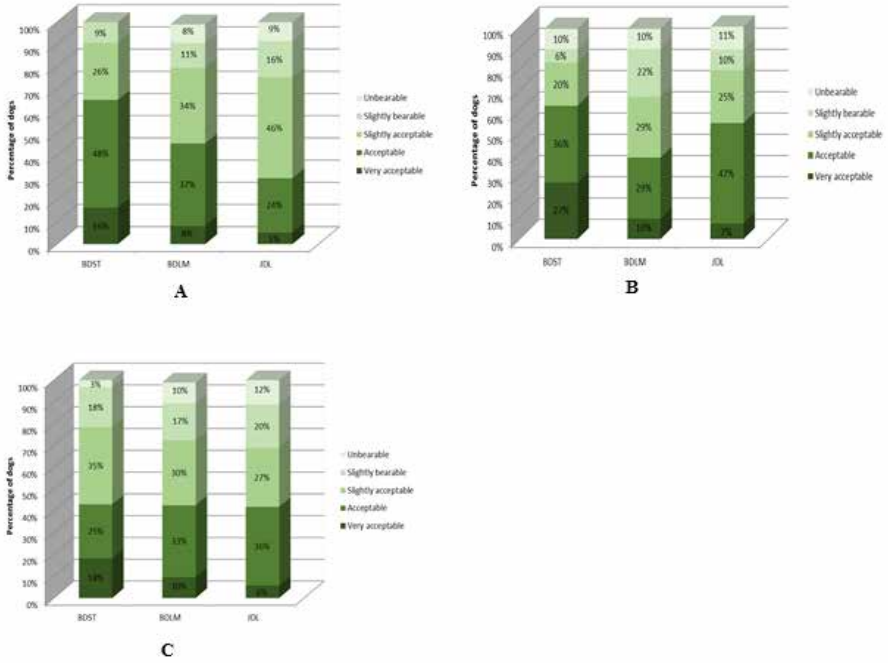 100%
90%
80%
70%
60%
50%
40%
30%
20%
10%
0%
Percentage of dogs
9%
26%
48%
16%
8%
11%
34%
37%
8%
9%
16%
46%
24%
5%
BDST
BDLM
JDL
Unbearable
Slightly bearable
Slightly acceptable
Acceptable
Very acceptable
A
100%
90%
80%
70%
60%
50%
40%
30%
20%
10%
0%
Percentage of dogs
10%
6%
20%
36%
27%
10%
22%
29%
29%
10%
11%
10%
25%
47%
7%
BDST
BDLM
JDL
Unbearable
Slightly bearable
Slightly acceptable
Acceptable
Very acceptable
B
100%
90%
80%
70%
60%
50%
40%
30%
20%
10%
0%
Percentage of dogs
3%
18%
35%
25%
10%
17%
30%
33%
10%
12%
20%
27%
36%
6%
BDST
BDLM
JDL
Unbearable
Slightly bearable
Slightly acceptable
Acceptable
Very acceptable
C